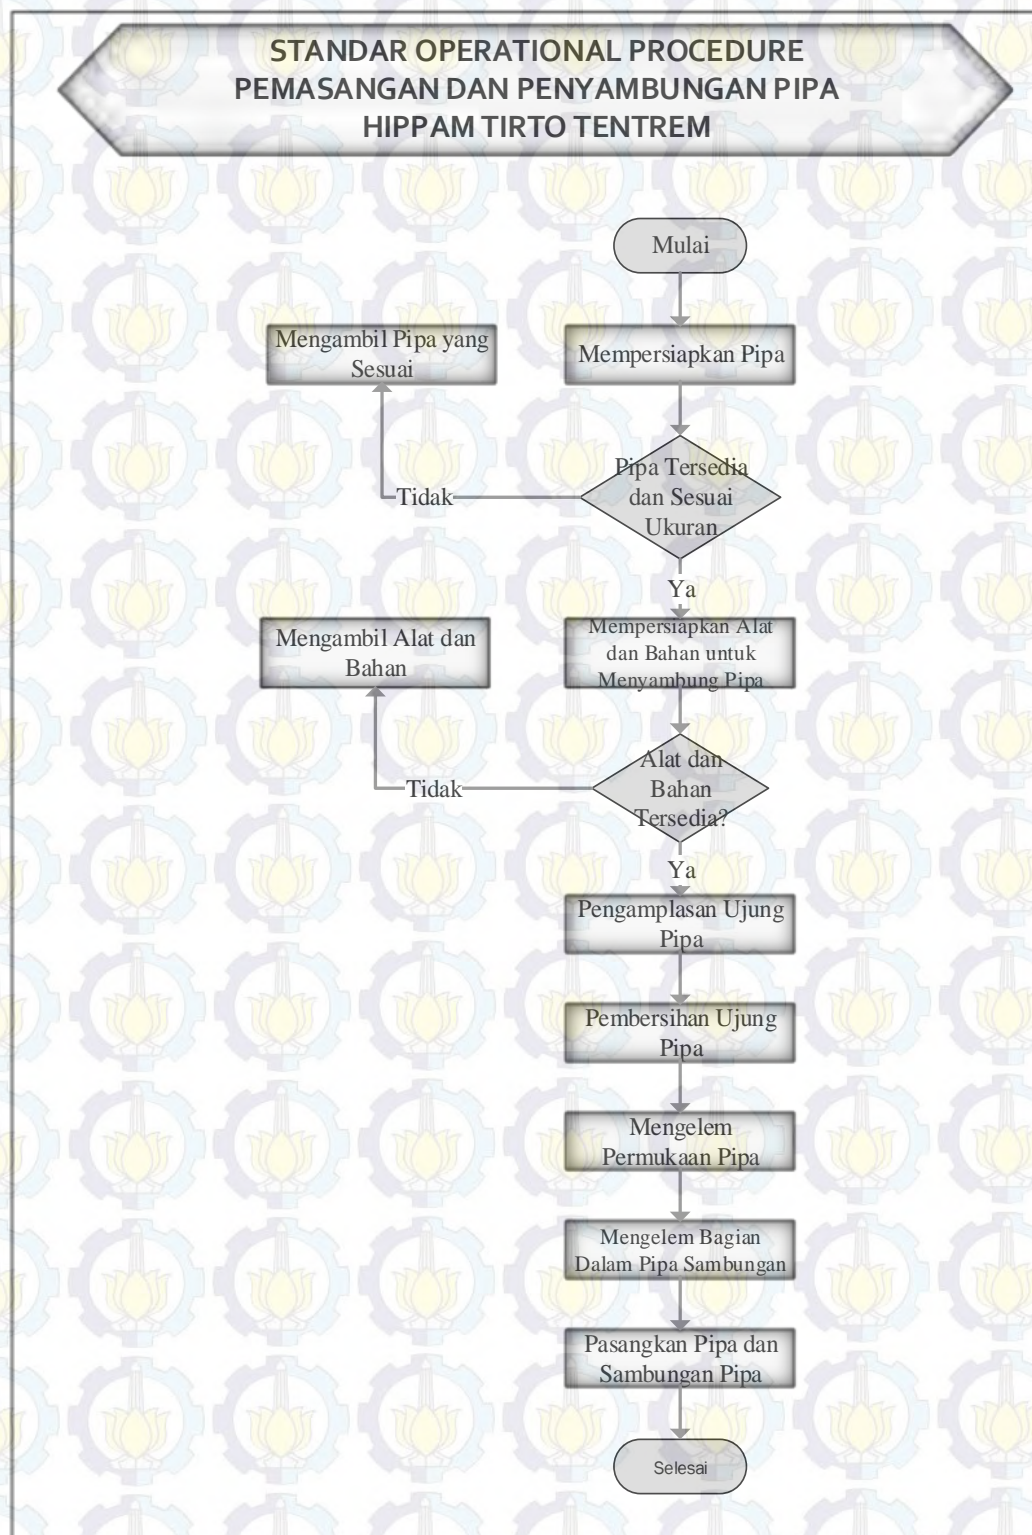 STANDAR OPERATIONAL PROCEDURE
PEMASANGAN DAN PENYAMBUNGAN PIPA
HIPPAM TIRTO TENTREM
Mulai
Mengambil Pipa yang
Sesuai
Mempersiapkan Pipa
Pipa Tersedia
dan Sesuai
Ukuran
Tidak
Ya
Mengambil Alat dan
Bahan
Mempersiapkan Alat
dan Bahan untuk
Menyambung Pipa
Alat dan
Bahan
Tersedia?
Tidak
Ya
Pengamplasan Ujung
Pipa
Pembersihan Ujung
Pipa
Mengelem
Permukaan Pipa
Mengelem Bagian
Dalam Pipa Sambungan
Pasangkan Pipa dan
Sambungan Pipa
Selesai